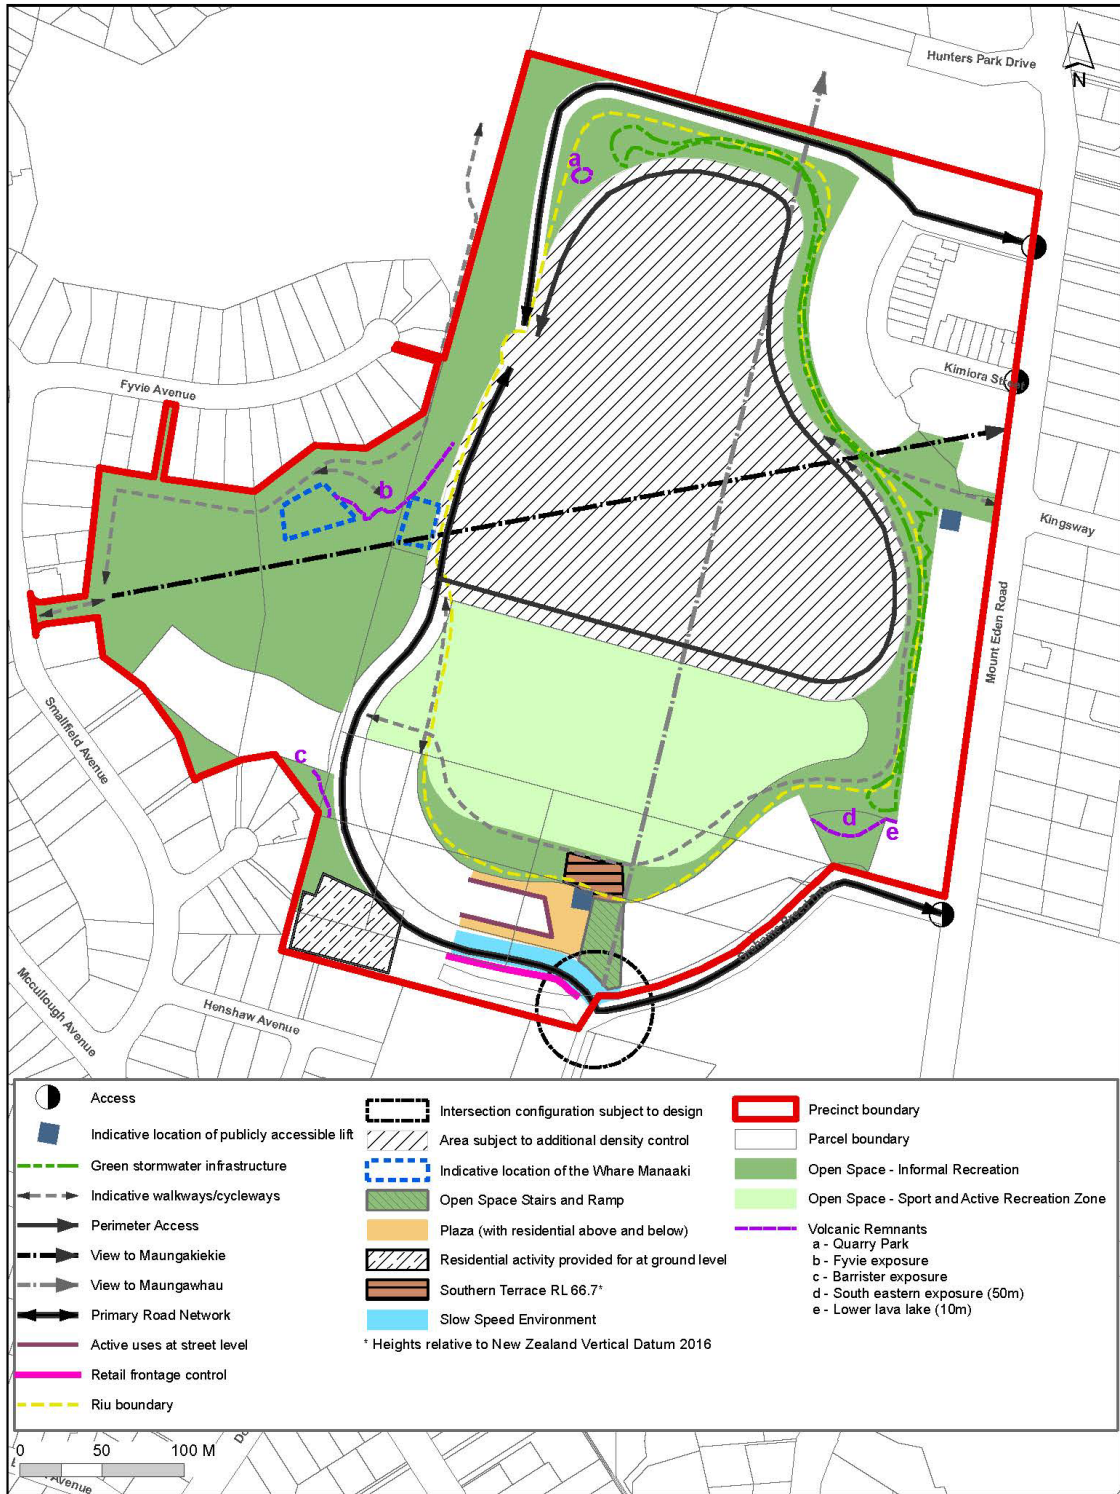 Hunters Park Drive
N
a
Fyvie Avenue
Kimiora Street
b
Kingsway
Mount Eden Road
Smallfield Avenue
c
d
e
Mccullough Avenue
Henshaw Avenue
Access
Indicative location of publicly accessible lift
Green stormwater infrastructure
Indicative walkways/cycleways
Perimeter Access
View to Maungakiekie
View to Maungawhau
Primary Road Network
Active uses at street level
Retail frontage control
Riu boundary
Intersection configuration subject to design
Area subject to additional density control
Indicative location of the Whare Manaaki
Open Space Stairs and Ramp
Plaza (with residential above and below)
Residential activity provided for at ground level
Southern Terrace RL 66.7*
Slow Speed Environment
* Heights relative to New Zealand Vertical Datum 2016
Precinct boundary
Parcel boundary
Open Space - Informal Recreation
Open Space - Sport and Active Recreation Zone
Volcanic Remnants
a - Quarry Park
b - Fyvie exposure
c - Barrister exposure
d - South eastern exposure (50m)
e - Lower lava lake (10m)
0 50 100 M
Avenue